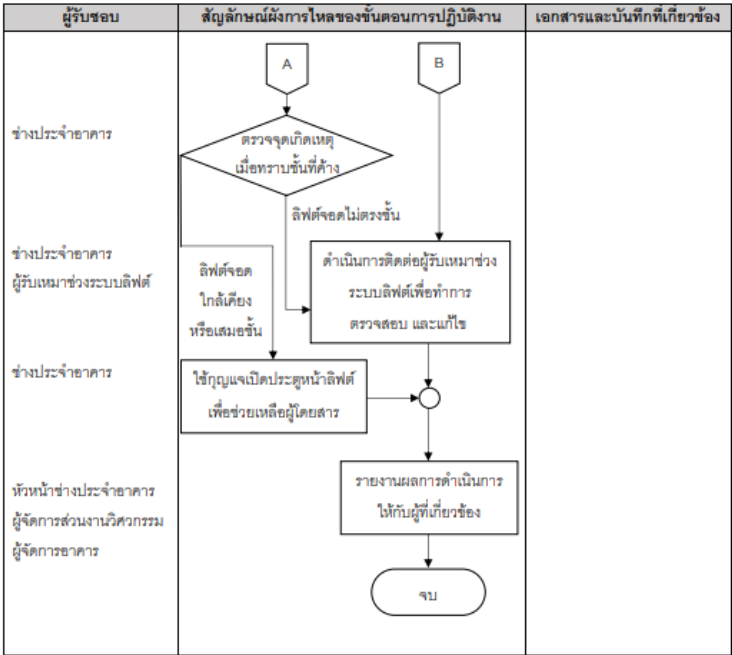 ผู้รับชอบ
สัญลักษณ์ผังการไหลของขั้นตอนการปฏิบัติงาน
เอกสารและบันทึกที่เกี่ยวข้อง
A
B
ช่างประจำอาคาร
ตรวจจุดเกิดเหตุ
เมื่อทราบชั้นที่ค้าง
ลิฟต์จอดไม่ตรงชั้น
ช่างประจำอาคาร
ผู้รับเหมาช่วงระบบลิฟต์
ลิฟต์จอด
ใกล้เคียง
หรือเสมอชั้น
ดำเนินการติดต่อผู้รับเหมาช่วง
ระบบลิฟต์เพื่อทำการ
ตรวจสอบ และแก้ไข
ช่างประจำอาคาร
ใช้กุญแจเปิดประตูหน้าลิฟต์
เพื่อช่วยเหลือผู้โดยสาร
หัวหน้าช่างประจำอาคาร
ผู้จัดการส่วนงานวิศวกรรม
ผู้จัดการอาคาร
รายงานผลการดำเนินการ
ให้กับผู้ที่เกี่ยวข้อง
จบ